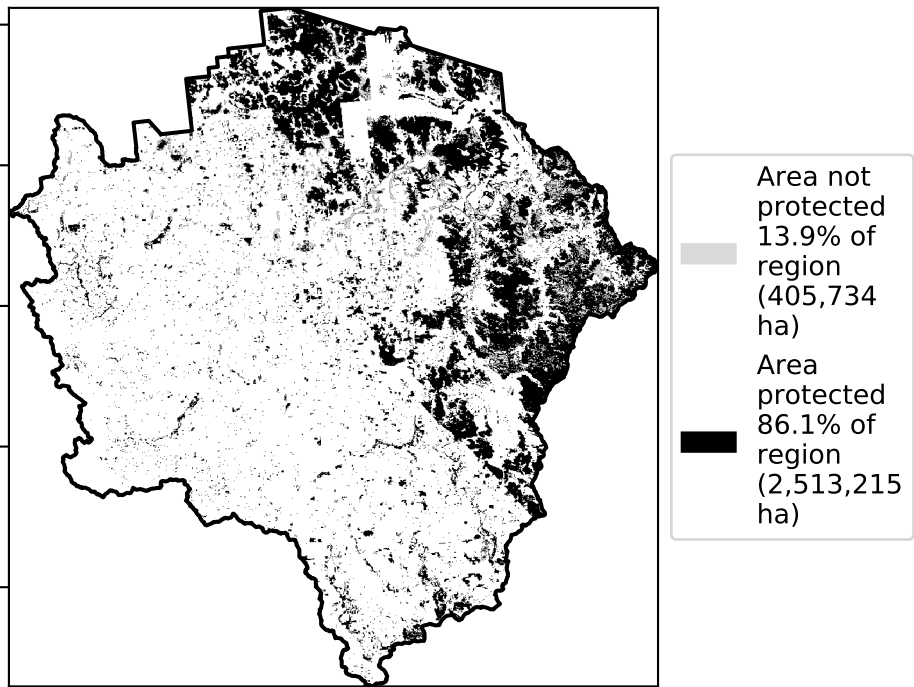 Area not
protected
13.9% of
region
(405,734
ha)
Area
protected
86.1% of
region
(2,513,215
ha)